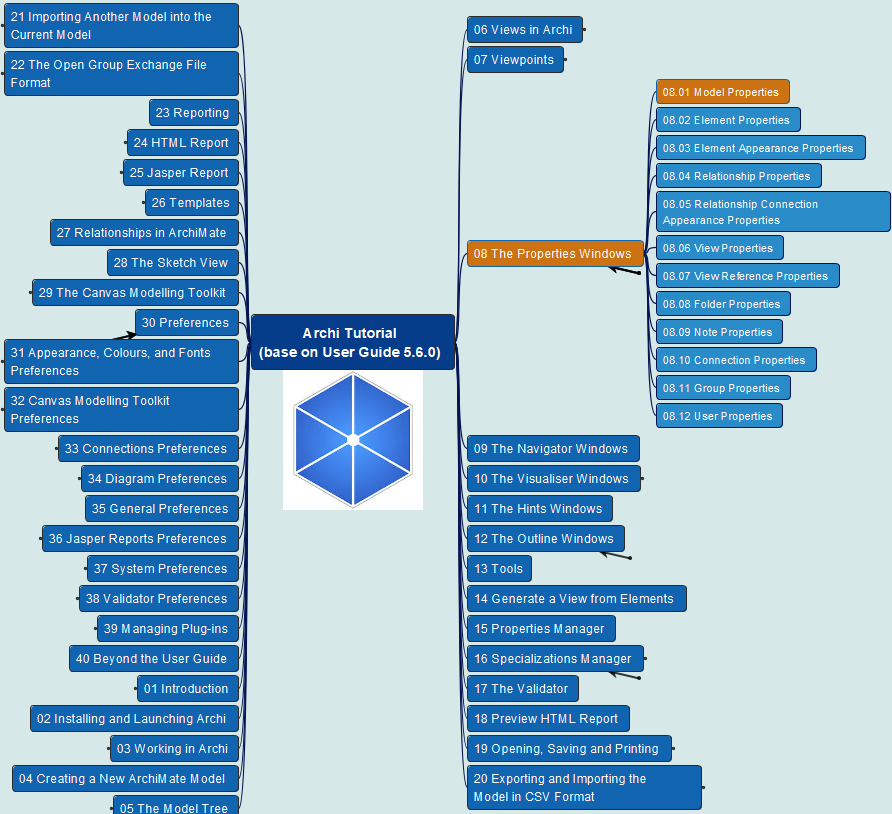 21 Importing Another Model into the
Current Model
22 The Open Group Exchange File
Format
23 Reporting
24 HTML Report
25 Jasper Report
26 Templates
27 Relationships in ArchiMate
28 The Sketch View
29 The Canvas Modelling Toolkit
30 Preferences
31 Appearance, Colours, and Fonts
Preferences
32 Canvas Modelling Toolkit
Preferences
33 Connections Preferences
34 Diagram Preferences
35 General Preferences
36 Jasper Reports Preferences
37 System Preferences
38 Validator Preferences
39 Managing Plug-ins
40 Beyond the User Guide
01 Introduction
02 Installing and Launching Archi
03 Working in Archi
04 Creating a New ArchiMate Model
05 The Model Tree
Archi Tutorial
(base on User Guide 5.6.0)
06 Views in Archi
07 Viewpoints
08 The Properties Windows
08.01 Model Properties
08.02 Element Properties
08.03 Element Appearance Properties
08.04 Relationship Properties
08.05 Relationship Connection
Appearance Properties
08.06 View Properties
08.07 View Reference Properties
08.08 Folder Properties
08.09 Note Properties
08.10 Connection Properties
08.11 Group Properties
08.12 User Properties
09 The Navigator Windows
10 The Visualiser Windows
11 The Hints Windows
12 The Outline Windows
13 Tools
14 Generate a View from Elements
15 Properties Manager
16 Specializations Manager
17 The Validator
18 Preview HTML Report
19 Opening, Saving and Printing
20 Exporting and Importing the
Model in CSV Format